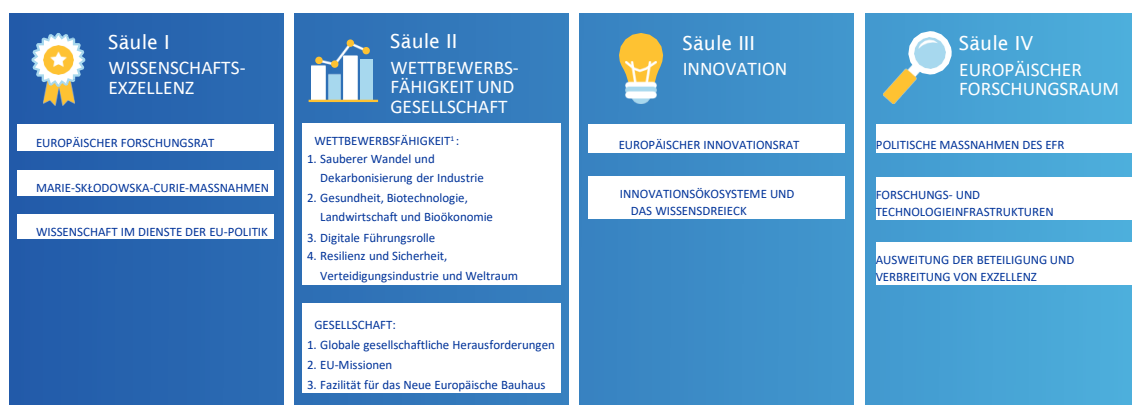 Säule I
WISSENSCHAFTS-
EXZELLENZ
EUROPÄISCHER FORSCHUNGSRAT
MARIE-SKŁODOWSKA-CURIE-MASSNAHMEN
WISSENSCHAFT IM DIENSTE DER EU-POLITIK
Säule II
WETTBEWERBS-
FÄHIGKEIT UND
GESELLSCHAFT
WETTBEWERBSFÄHIGKEIT¹:
1. Sauberer Wandel und
Dekarbonisierung der Industrie
2. Gesundheit, Biotechnologie,
Landwirtschaft und Bioökonomie
3. Digitale Führungsrolle
4. Resilienz und Sicherheit,
Verteidigungsindustrie und Weltraum
GESELLSCHAFT:
1. Globale gesellschaftliche Herausforderungen
2. EU-Missionen
3. Fazilität für das Neue Europäische Bauhaus
Säule III
INNOVATION
EUROPÄISCHER INNOVATIONSRAT
INNOVATIONSÖKOSYSTEME UND
DAS WISSENSDREIECK
Säule IV
EUROPÄISCHER
FORSCHUNGSRAUM
POLITISCHE MASSNAHMEN DES EFR
FORSCHUNGS- UND
TECHNOLOGIEINFRASTRUKTUREN
AUSWEITUNG DER BETEILIGUNG UND
VERBREITUNG VON EXZELLENZ